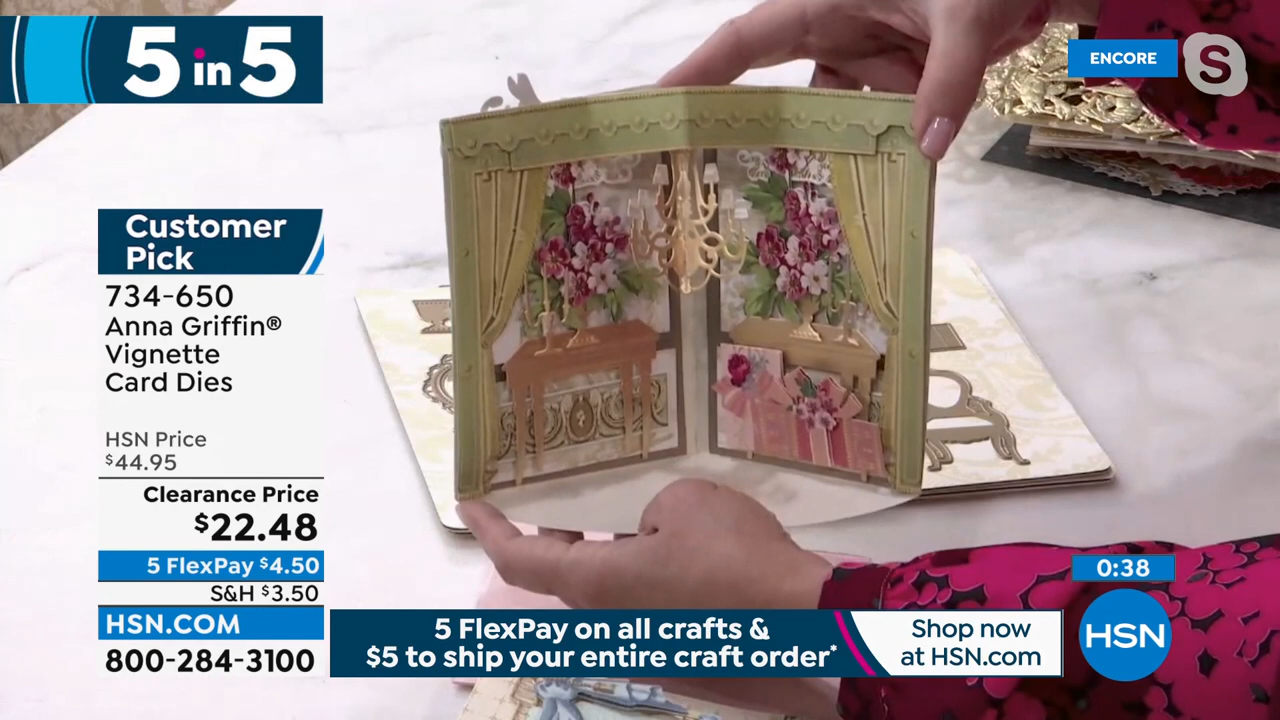 5 in 5
ENCORE
S
Customer
Pick
734-650
Anna Griffin®
Vignette
Card Dies
HSN Price
$44.95
Clearance Price
$22.48
5 FlexPay $4.50
S&H $3.50
HSN.COM
800-284-3100
5 FlexPay on all crafts &
$5 to ship your entire craft order*
Shop now
at HSN.com
0:38
HSN